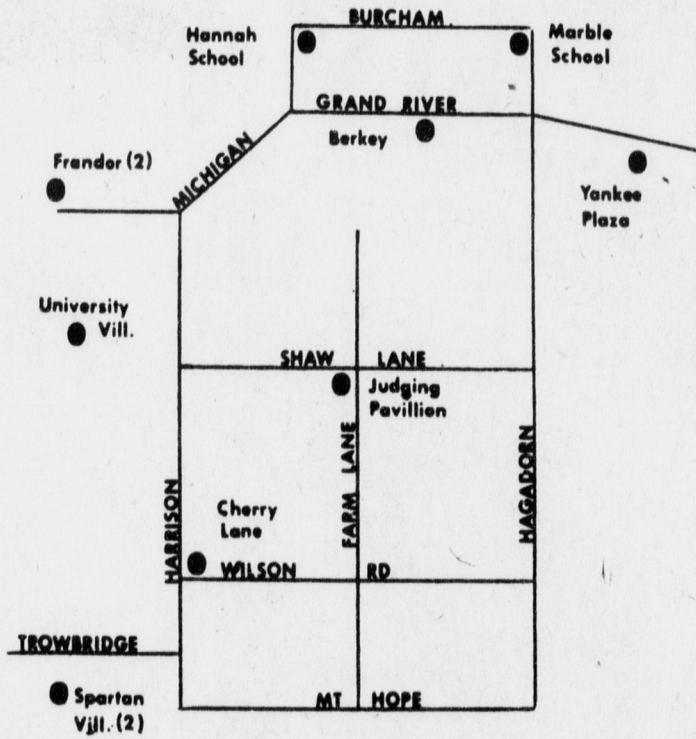 BURCHAM
Hannah
School
Marble
School
GRAND RIVER
Berkey
MICHIGAN
Frandor (2)
Yankee
Plaza
University
Vill.
SHAW LANE
Judging
Pavillion
FARM LANE
HARRISON
HAGADORN
Cherry
Lane
WILSON RD
TROWBRIDGE
Spartan
Vill. (2)
MT HOPE